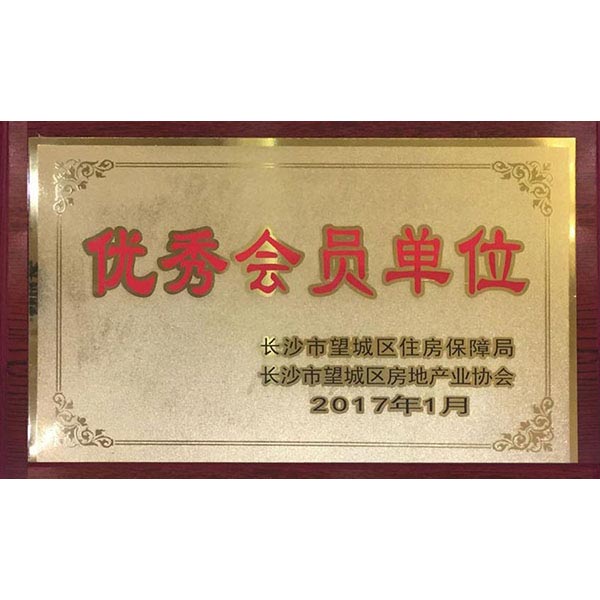 优秀会员单位
长沙市望城区住房保障局
长沙市望城区房地产业协会
2017年1月